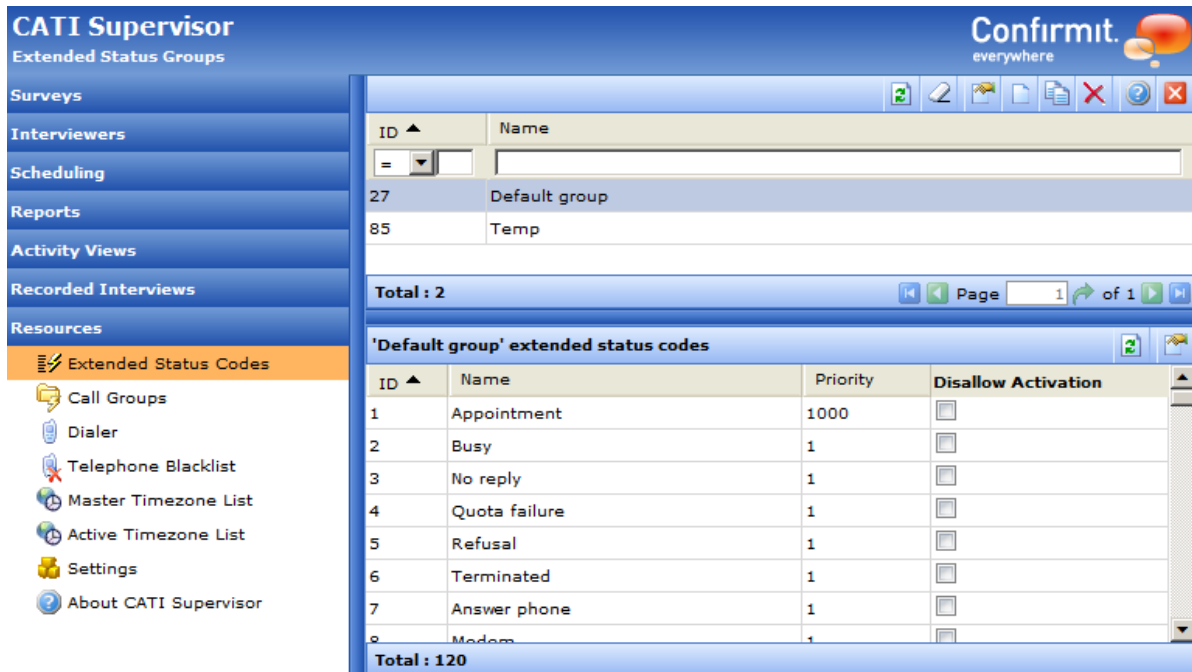 CATI Supervisor
Extended Status Groups
Confirmit.
everywhere
Surveys
Interviewers
Scheduling
Reports
Activity Views
Recorded Interviews
Resources
Extended Status Codes
Call Groups
Dialer
Telephone Blacklist
Master Timezone List
Active Timezone List
Settings
About CATI Supervisor
ID Name
=
27 Default group
85 Temp
Total : 2 Page 1 of 1
'Default group' extended status codes
ID Name Priority Disallow Activation
1 Appointment 1000
2 Busy 1
3 No reply 1
4 Quota failure 1
5 Refusal 1
6 Terminated 1
7 Answer phone 1
8 Modem 1
Total : 120